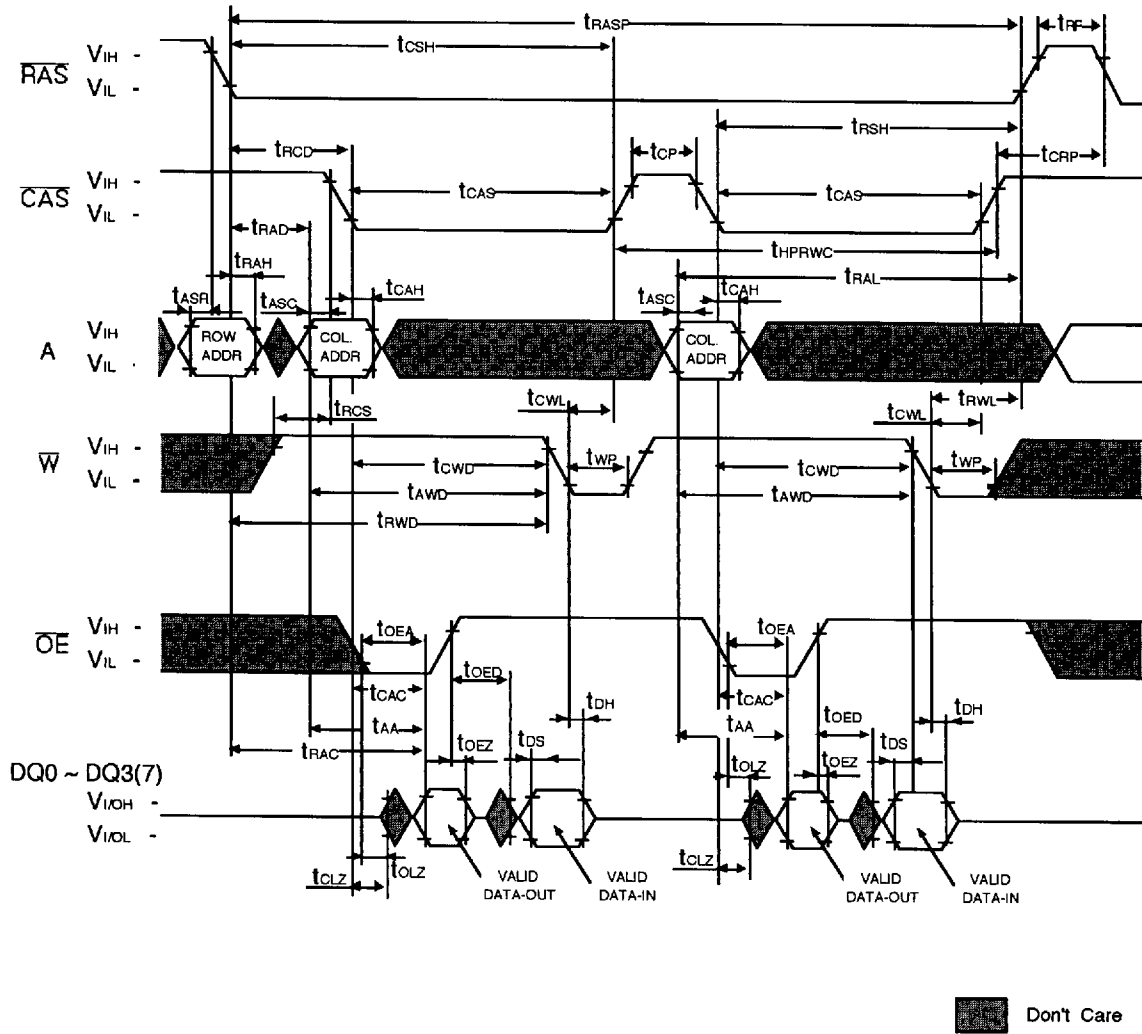 tRASP
tRP
tCSH
RAS
VIH -
VIL -
tRSH
tRCD
tCP
tCRP
CAS
VIH -
VIL -
tCAS
tCAS
tRAD
tHPRWC
tRAH
tRAL
tASR
tASC
tCAH
tASC
tCAH
A
VIH -
VIL -
ROW ADDR
COL. ADDR
COL. ADDR
tRCS
tCWL
tCWL
tRWL
W
VIH -
VIL -
tCWD
tWP
tCWD
tWP
tAWD
tAWD
tRWD
OE
VIH -
VIL -
tOEA
tOEA
tOED
tCAC
tCAC
tDH
tOED
tDH
tAA
tAA
tRAC
tOEZ
tDS
tOLZ
tOEZ
tDS
DQ0 ~ DQ3(7)
VI/OH -
VI/OL -
tOLZ
tCLZ
tCLZ
VALID DATA-OUT
VALID DATA-IN
VALID DATA-OUT
VALID DATA-IN
Don't Care